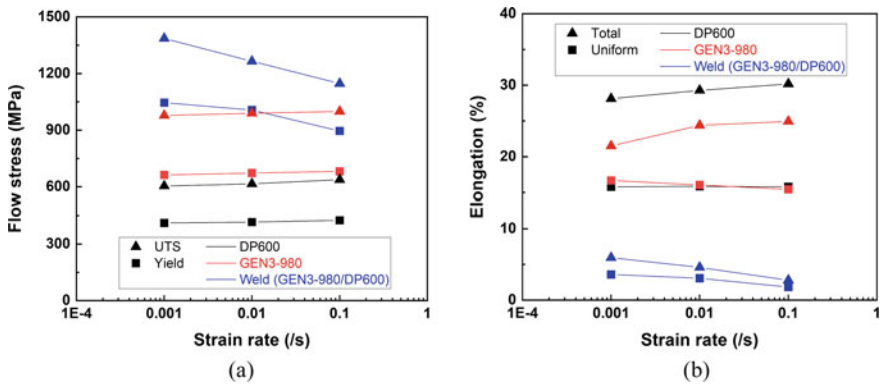 1500
1200
900
600
300
0
Flow stress (MPa)
UTS
Yield
DP600
GEN3-980
Weld (GEN3-980/DP600)
1E-4
0.001
0.01
0.1
1
Strain rate (/s)
(a)
40
30
20
10
0
Elongation (%)
Total
Uniform
DP600
GEN3-980
Weld (GEN3-980/DP600)
1E-4
0.001
0.01
0.1
1
Strain rate (/s)
(b)